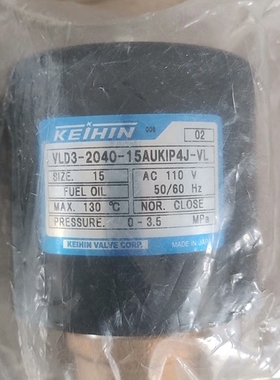 KEIHIN 02
VLD3-2040-15AUKIP4J-VL
SIZE. 15 AC 110 V
FUEL OIL 50/60 Hz
MAX. 130 ℃ NOR. CLOSE
PRESSURE. 0-3.5 MPa
KEIHIN VALVE CORP. MADE IN